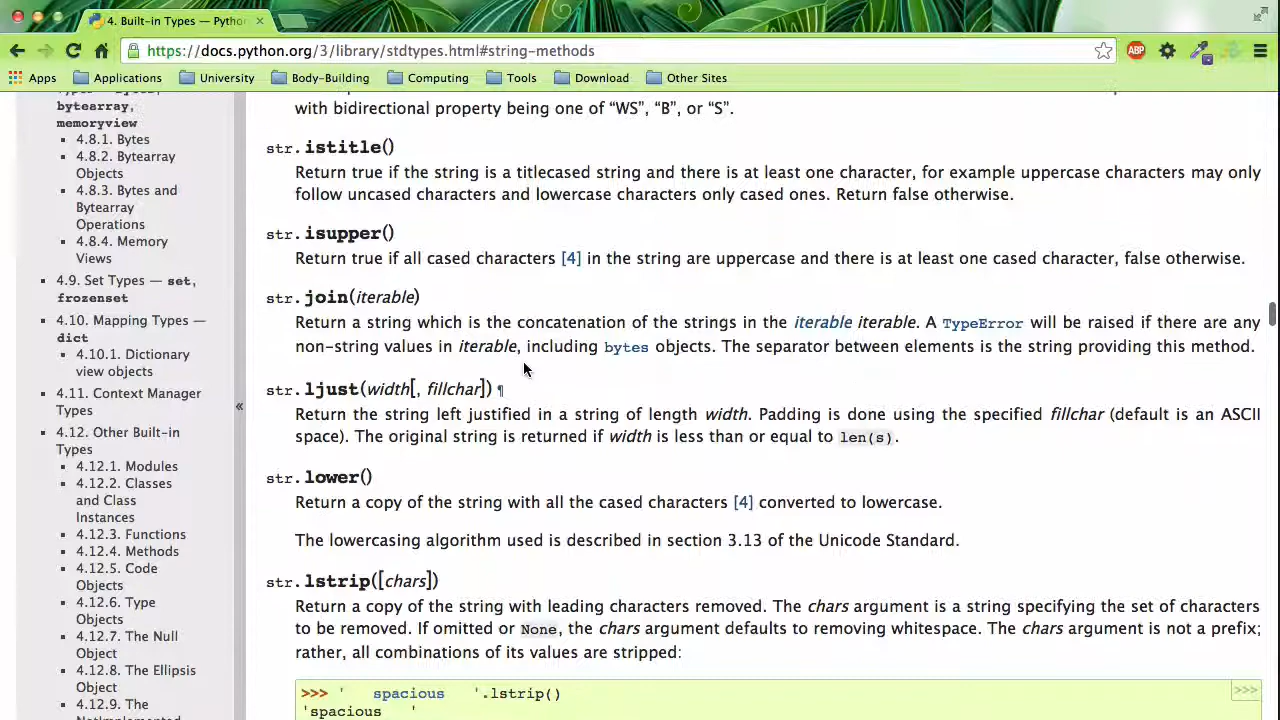 4. Built-in Types — Pytho
https://docs.python.org/3/library/stdtypes.html#string-methods
ABP
Apps Applications University Body-Building Computing Tools Download Other Sites
bytearray,
memoryview
4.8.1. Bytes
4.8.2. Bytearray
Objects
4.8.3. Bytes and
Bytearray
Operations
4.8.4. Memory
Views
4.9. Set Types — set,
frozenset
4.10. Mapping Types —
dict
4.10.1. Dictionary
view objects
4.11. Context Manager
Types
4.12. Other Built-in
Types
4.12.1. Modules
4.12.2. Classes
and Class
Instances
4.12.3. Functions
4.12.4. Methods
4.12.5. Code
Objects
4.12.6. Type
Objects
4.12.7. The Null
Object
4.12.8. The Ellipsis
Object
4.12.9. The
NotImplemented
«
with bidirectional property being one of “WS”, “B”, or “S”.
str.istitle()
Return true if the string is a titlecased string and there is at least one character, for example uppercase characters may only
follow uncased characters and lowercase characters only cased ones. Return false otherwise.
str.isupper()
Return true if all cased characters [4] in the string are uppercase and there is at least one cased character, false otherwise.
str.join(iterable)
Return a string which is the concatenation of the strings in the iterable iterable. A TypeError will be raised if there are any
non-string values in iterable, including bytes objects. The separator between elements is the string providing this method.
str.ljust(width[, fillchar]) ¶
Return the string left justified in a string of length width. Padding is done using the specified fillchar (default is an ASCII
space). The original string is returned if width is less than or equal to len(s).
str.lower()
Return a copy of the string with all the cased characters [4] converted to lowercase.
The lowercasing algorithm used is described in section 3.13 of the Unicode Standard.
str.lstrip([chars])
Return a copy of the string with leading characters removed. The chars argument is a string specifying the set of characters
to be removed. If omitted or None, the chars argument defaults to removing whitespace. The chars argument is not a prefix;
rather, all combinations of its values are stripped:
>>> '   spacious   '.lstrip()
>>>
'spacious   '